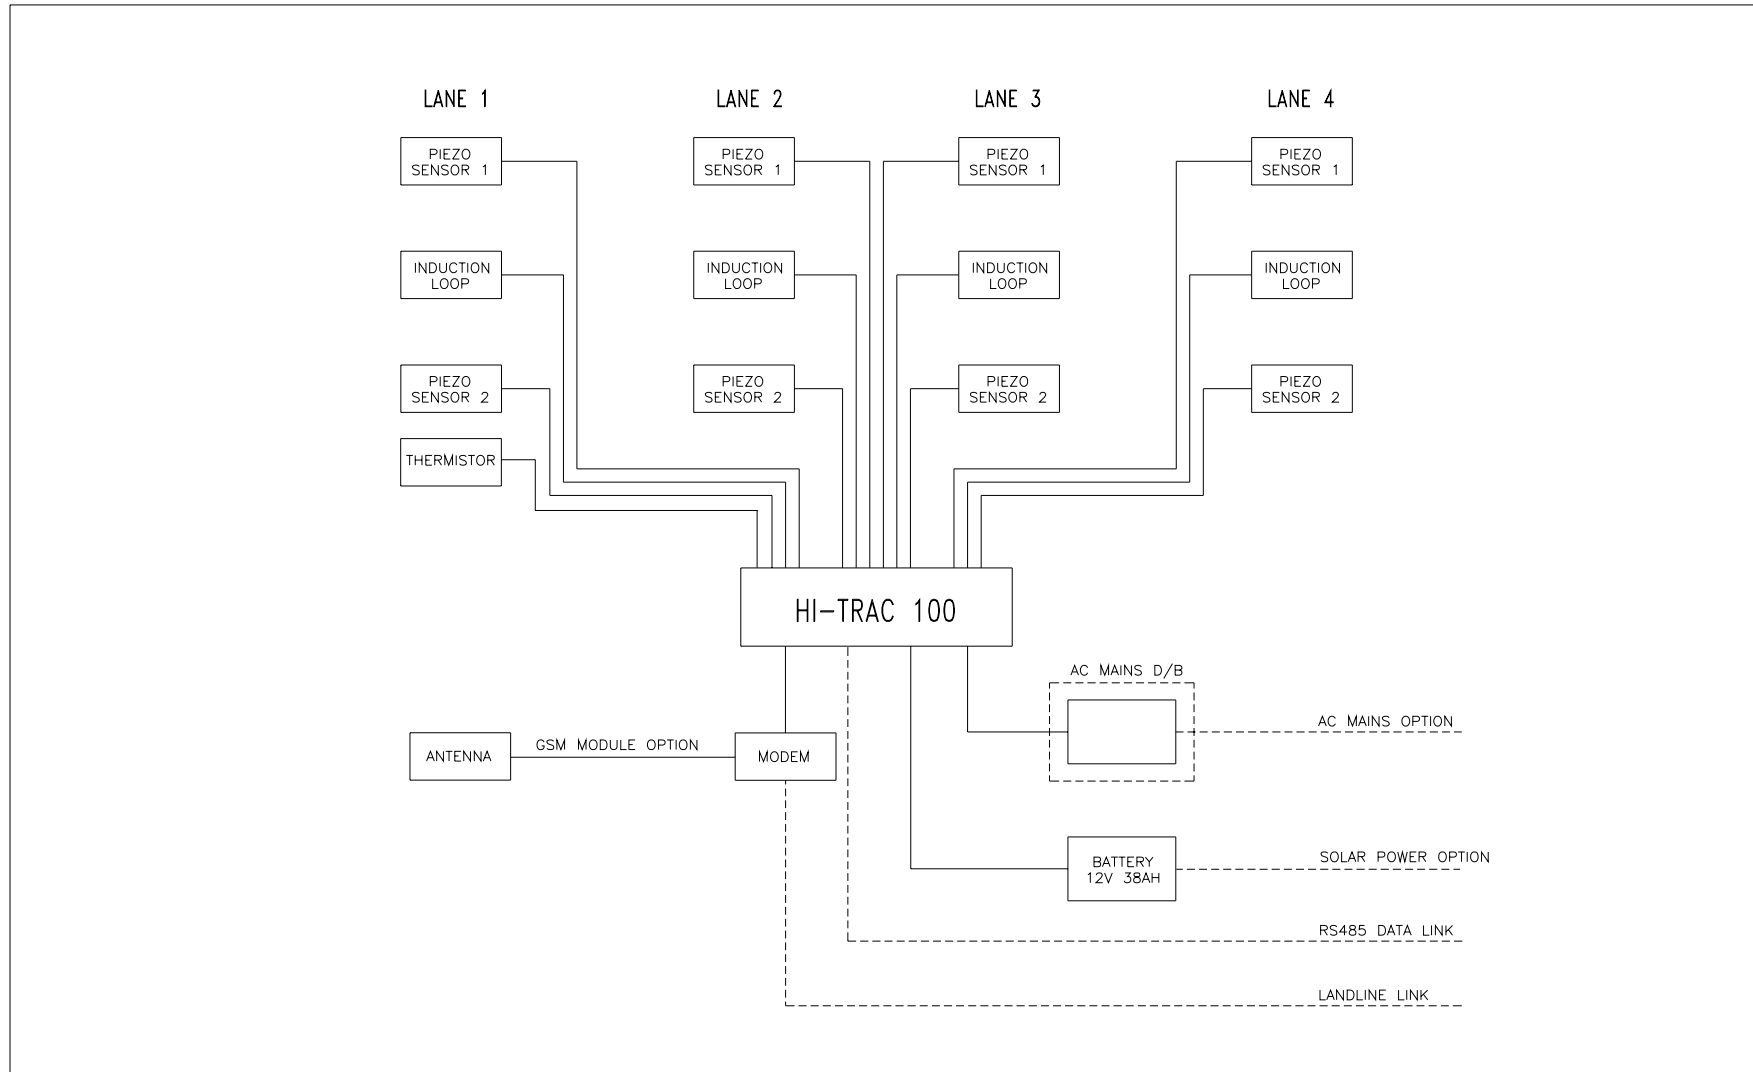 LANE 1
LANE 2
LANE 3
LANE 4
PIEZO
SENSOR 1
PIEZO
SENSOR 1
PIEZO
SENSOR 1
PIEZO
SENSOR 1
INDUCTION
LOOP
INDUCTION
LOOP
INDUCTION
LOOP
INDUCTION
LOOP
PIEZO
SENSOR 2
PIEZO
SENSOR 2
PIEZO
SENSOR 2
PIEZO
SENSOR 2
THERMISTOR
HI-TRAC 100
AC MAINS D/B
AC MAINS OPTION
ANTENNA
GSM MODULE OPTION
MODEM
BATTERY
12V 38AH
SOLAR POWER OPTION
RS485 DATA LINK
LANDLINE LINK